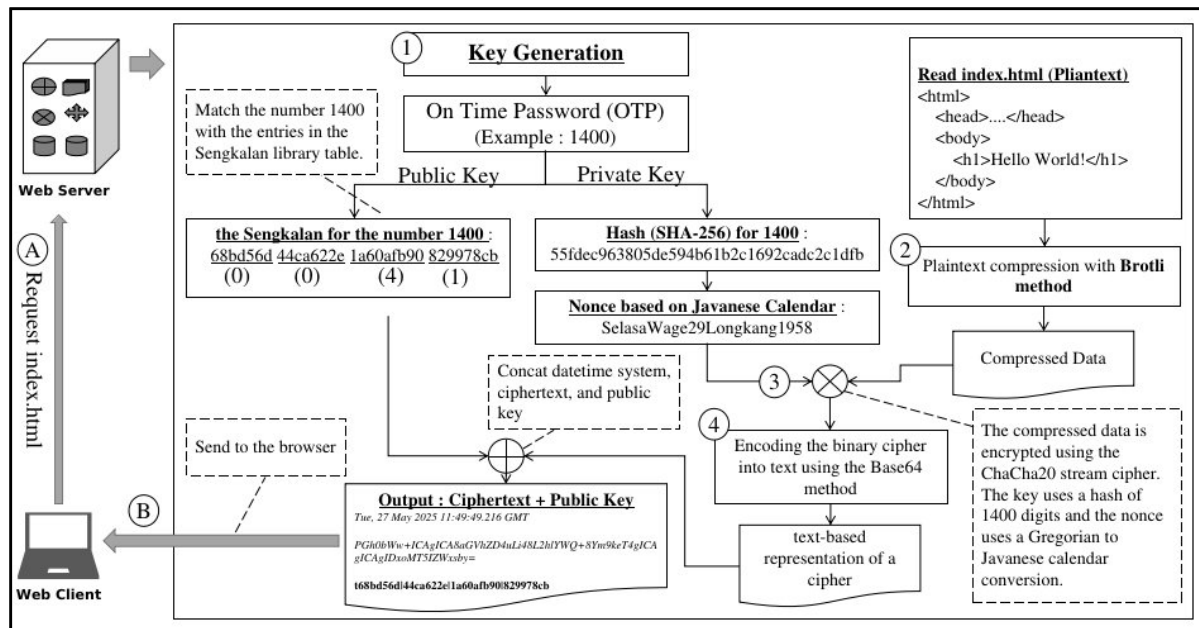 1
Key Generation
On Time Password (OTP)
(Example : 1400)
Match the number 1400
with the entries in the
Sengkalan library table.
Public Key
Private Key
the Sengkalan for the number 1400 :
68bd56d 44ca622e 1a60afb90 829978cb
(0) (0) (4) (1)
Hash (SHA-256) for 1400 :
55fdec963805de594b61b2c1692cadc2c1dfb
Nonce based on Javanese Calendar :
SelasaWage29Longkang1958
Read index.html (Pliantext)
<html>
<head>....</head>
<body>
<h1>Hello World!</h1>
</body>
</html>
2
Plaintext compression with Brotli
method
Compressed Data
3
The compressed data is
encrypted using the
ChaCha20 stream cipher.
The key uses a hash of
1400 digits and the nonce
uses a Gregorian to
Javanese calendar
conversion.
4
Encoding the binary cipher
into text using the Base64
method
text-based
representation of a
cipher
Concat datetime system,
ciphertext, and public
key
Output : Ciphertext + Public Key
Tue, 27 May 2025 11:49:49.216 GMT
PGh0bWw+ICAgICA8aGVhZD4uLi48L2hlYWQ+8Ym9keT4gICA
gICAgIDxoMT5IZWxsby=
t68bd56d|44ca622e|1a60afb90|829978cb
Send to the browser
Web Server
A
Request index.html
B
Web Client